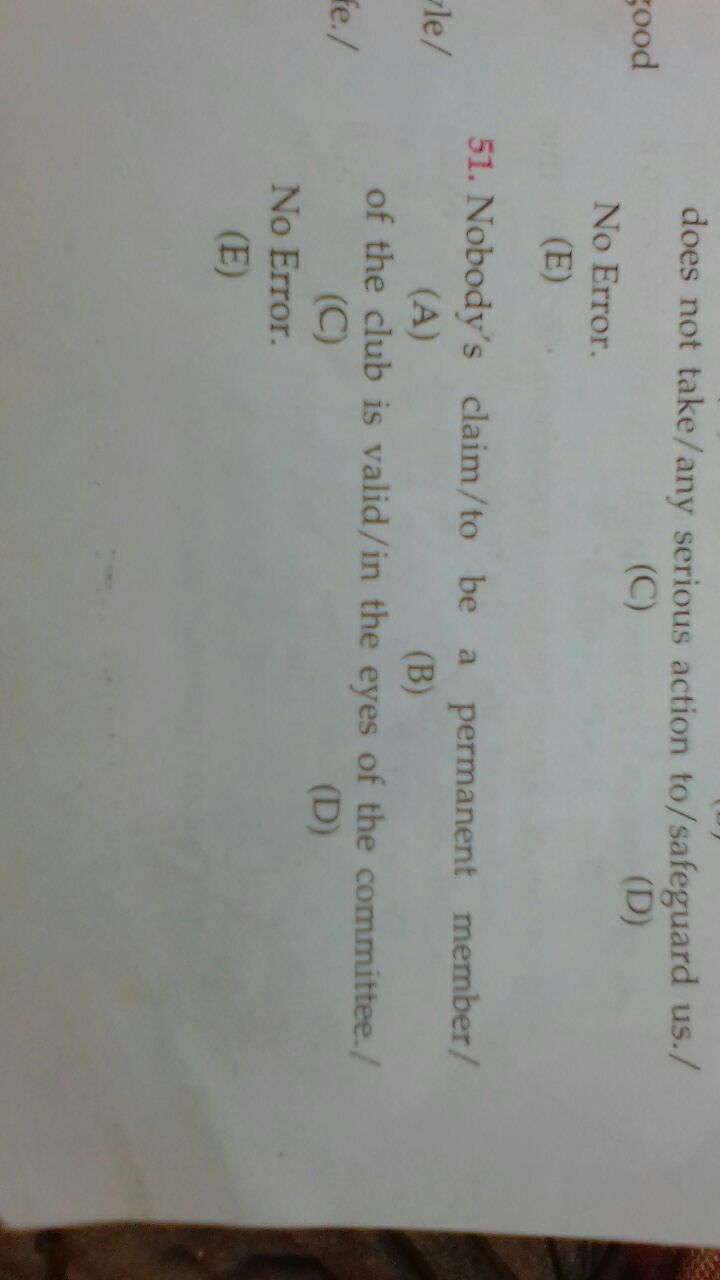 good
does not take/any serious action to/safeguard us./
(C) (D)
No Error.
(E)
yle/
fe./
51. Nobody's claim/to be a permanent member/
(A) (B)
of the club is valid/in the eyes of the committee./
(C) (D)
No Error.
(E)